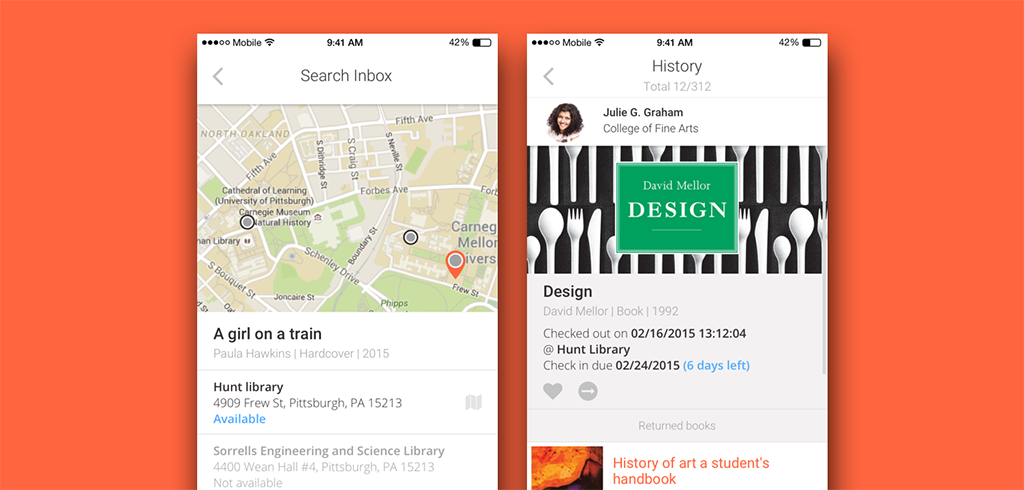 Mobile
9:41 AM
42%
Search Inbox
NORTH OAKLAND
Fifth Ave
S Dithridge St
S Craig St
S Neville St
Fifth Ave
Forbes Ave
Cathedral of Learning
(University of Pittsburgh)
Carnegie Museum
Natural History
Hunt Library
Boundary St
Carnegie
Mellon
Univers
Schenley Drive
S Bouquet St
Frew St
Joncaire St
Phipps
A girl on a train
Paula Hawkins | Hardcover | 2015
Hunt library
4909 Frew St, Pittsburgh, PA 15213
Available
Sorrells Engineering and Science Library
4400 Wean Hall #4, Pittsburgh, PA 15213
Not available
Mobile
9:41 AM
42%
History
Total 12/312
Julie G. Graham
College of Fine Arts
David Mellor
DESIGN
Design
David Mellor | Book | 1992
Checked out on 02/16/2015 13:12:04
@ Hunt Library
Check in due 02/24/2015 (6 days left)
Returned books
History of art a student's
handbook